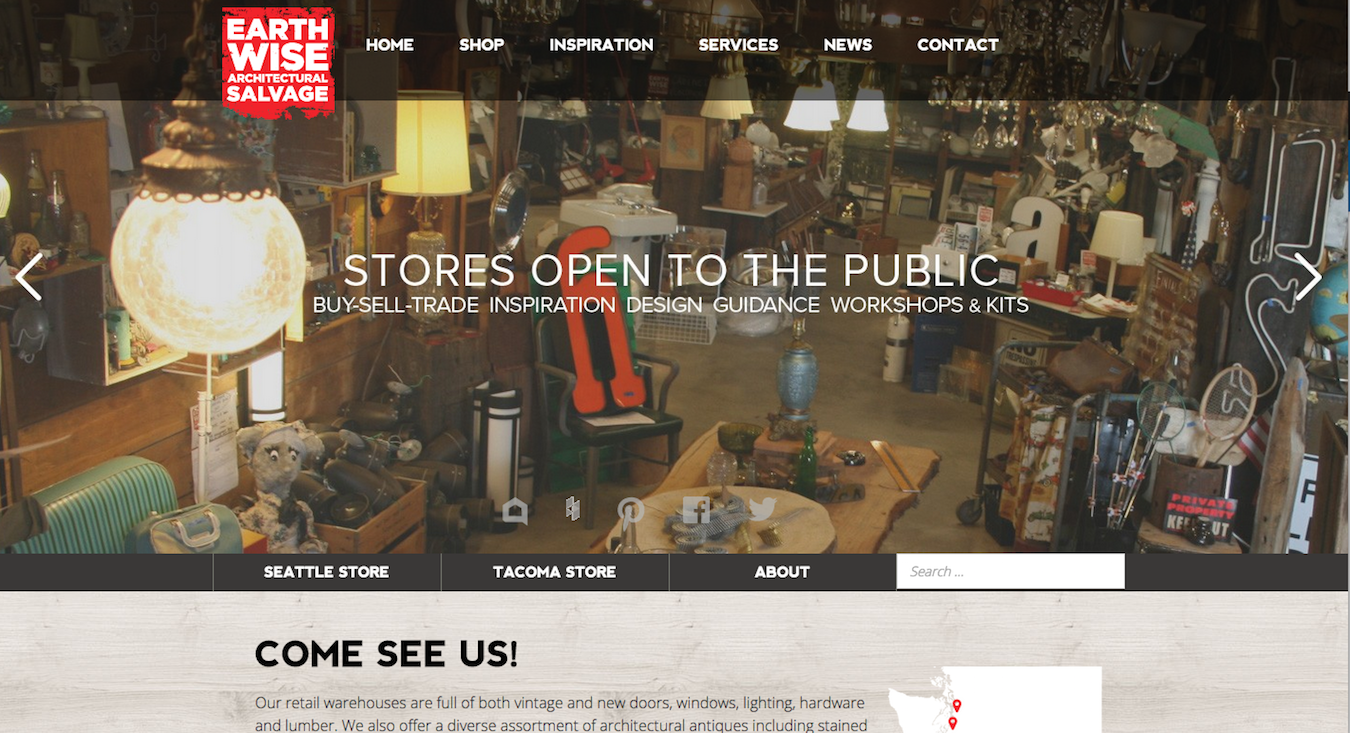 EARTH
WISE
ARCHITECTURAL
SALVAGE
HOME SHOP INSPIRATION SERVICES NEWS CONTACT
STORES OPEN TO THE PUBLIC
BUY-SELL-TRADE INSPIRATION DESIGN GUIDANCE WORKSHOPS & KITS
a
PRIVATE
PROPERTY
KEEP OUT
SEATTLE STORE TACOMA STORE ABOUT Search ...
COME SEE US!
Our retail warehouses are full of both vintage and new doors, windows, lighting, hardware
and lumber. We also offer a diverse assortment of architectural antiques including stained